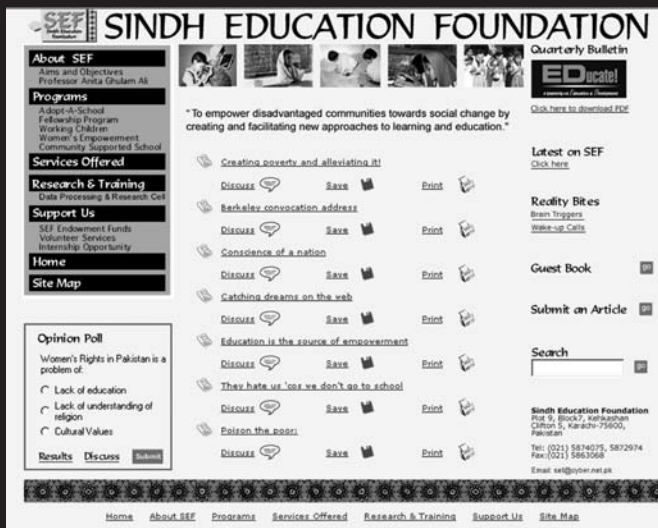 SEF
Sindh Education
Foundation
SINDH EDUCATION FOUNDATION
About SEF
Aims and Objectives
Professor Anita Ghulam Ali
Programs
Adopt-A-School
Fellowship Program
Working Children
Women's Empowerment
Community Supported School
Services Offered
Research & Training
Data Processing & Research Cell
Support Us
SEF Endowment Funds
Volunteer Services
Internship Opportunity
Home
Site Map
Opinion Poll
Women's Rights in Pakistan is a
problem of:
Lack of education
Lack of understanding of
religion
Cultural Values
Results Discuss Submit
"To empower disadvantaged communities towards social change by
creating and facilitating new approaches to learning and education."
Creating poverty and alleviating it!
Discuss Save Print
Berkeley convocation address
Discuss Save Print
Conscience of a nation
Discuss Save Print
Catching dreams on the web
Discuss Save Print
Education is the source of empowerment
Discuss Save Print
They hate us 'cos we don't go to school
Discuss Save Print
Poison the poor:
Discuss Save Print
Quarterly Bulletin
EDucate!
A Quarterly on Education & Development
Click here to download PDF
Latest on SEF
Click here
Reality Bites
Brain Triggers
Wake-up Calls
Guest Book go
Submit an Article go
Search
go
Sindh Education Foundation
Plot 9, Block7, Kehkashan
Clifton 5, Karachi-75600,
Pakistan
Tel: (021) 5874075, 5872974
Fax:(021) 5863068
Email: sef@cyber.net.pk
Home About SEF Programs Services Offered Research & Training Support Us Site Map